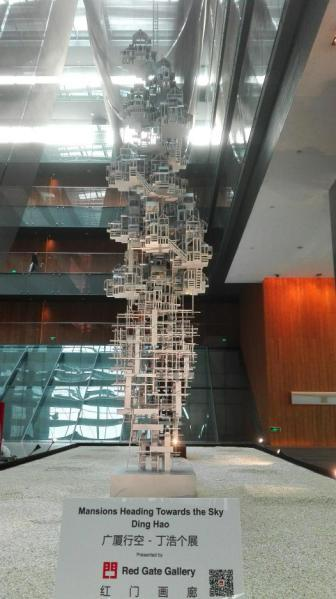 Mansions Heading Towards the Sky
Ding Hao
广厦行空 - 丁浩个展
Presented by
Red Gate Gallery
红门画廊